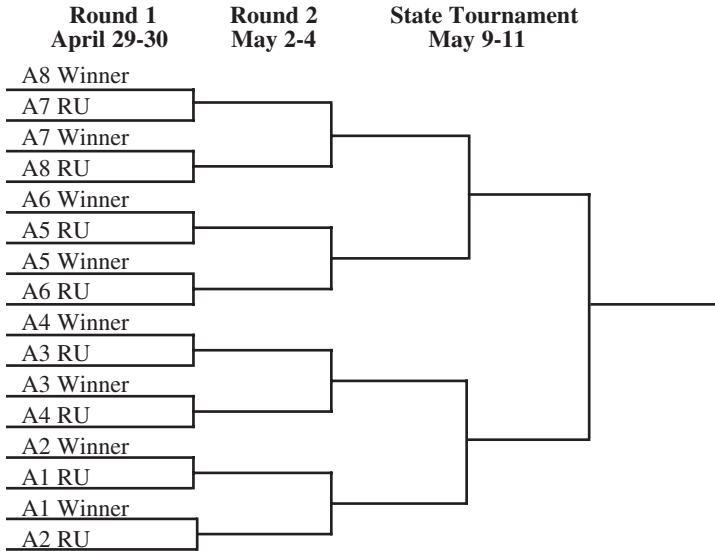 Round 1 Round 2 State Tournament
April 29-30 May 2-4 May 9-11
A8 Winner
A7 RU
A7 Winner
A8 RU
A6 Winner
A5 RU
A5 Winner
A6 RU
A4 Winner
A3 RU
A3 Winner
A4 RU
A2 Winner
A1 RU
A1 Winner
A2 RU